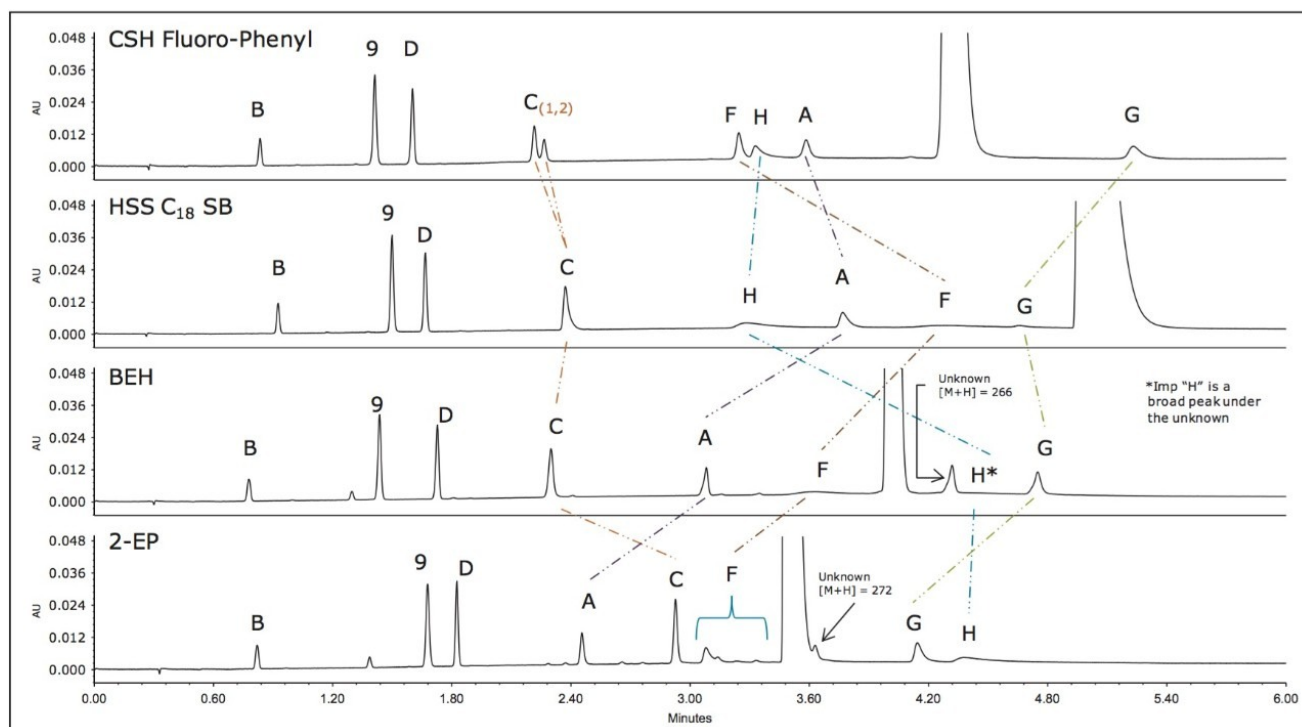 CSH Fluoro-Phenyl
0.048
0.036
0.024
0.012
0.000
AU
B
9
D
C(1,2)
F
H
A
G
HSS C18 SB
0.048
0.036
0.024
0.012
0.000
AU
B
9
D
C
H
A
F
G
BEH
0.048
0.036
0.024
0.012
0.000
AU
B
9
D
C
A
F
Unknown
[M+H] = 266
H*
G
*Imp “H” is a
broad peak under
the unknown
2-EP
0.048
0.036
0.024
0.012
0.000
AU
B
9
D
A
C
F
Unknown
[M+H] = 272
G
H
0.00 0.60 1.20 1.80 2.40 3.00 3.60 4.20 4.80 5.40 6.00
Minutes